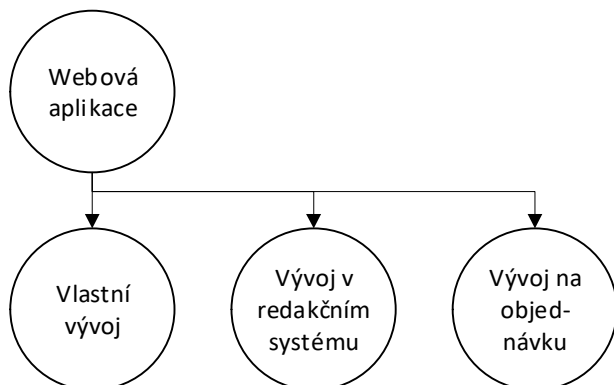 Webová
aplikace
Vlastní
vývoj
Vývoj v
redakčním
systému
Vývoj na
objed-
návku